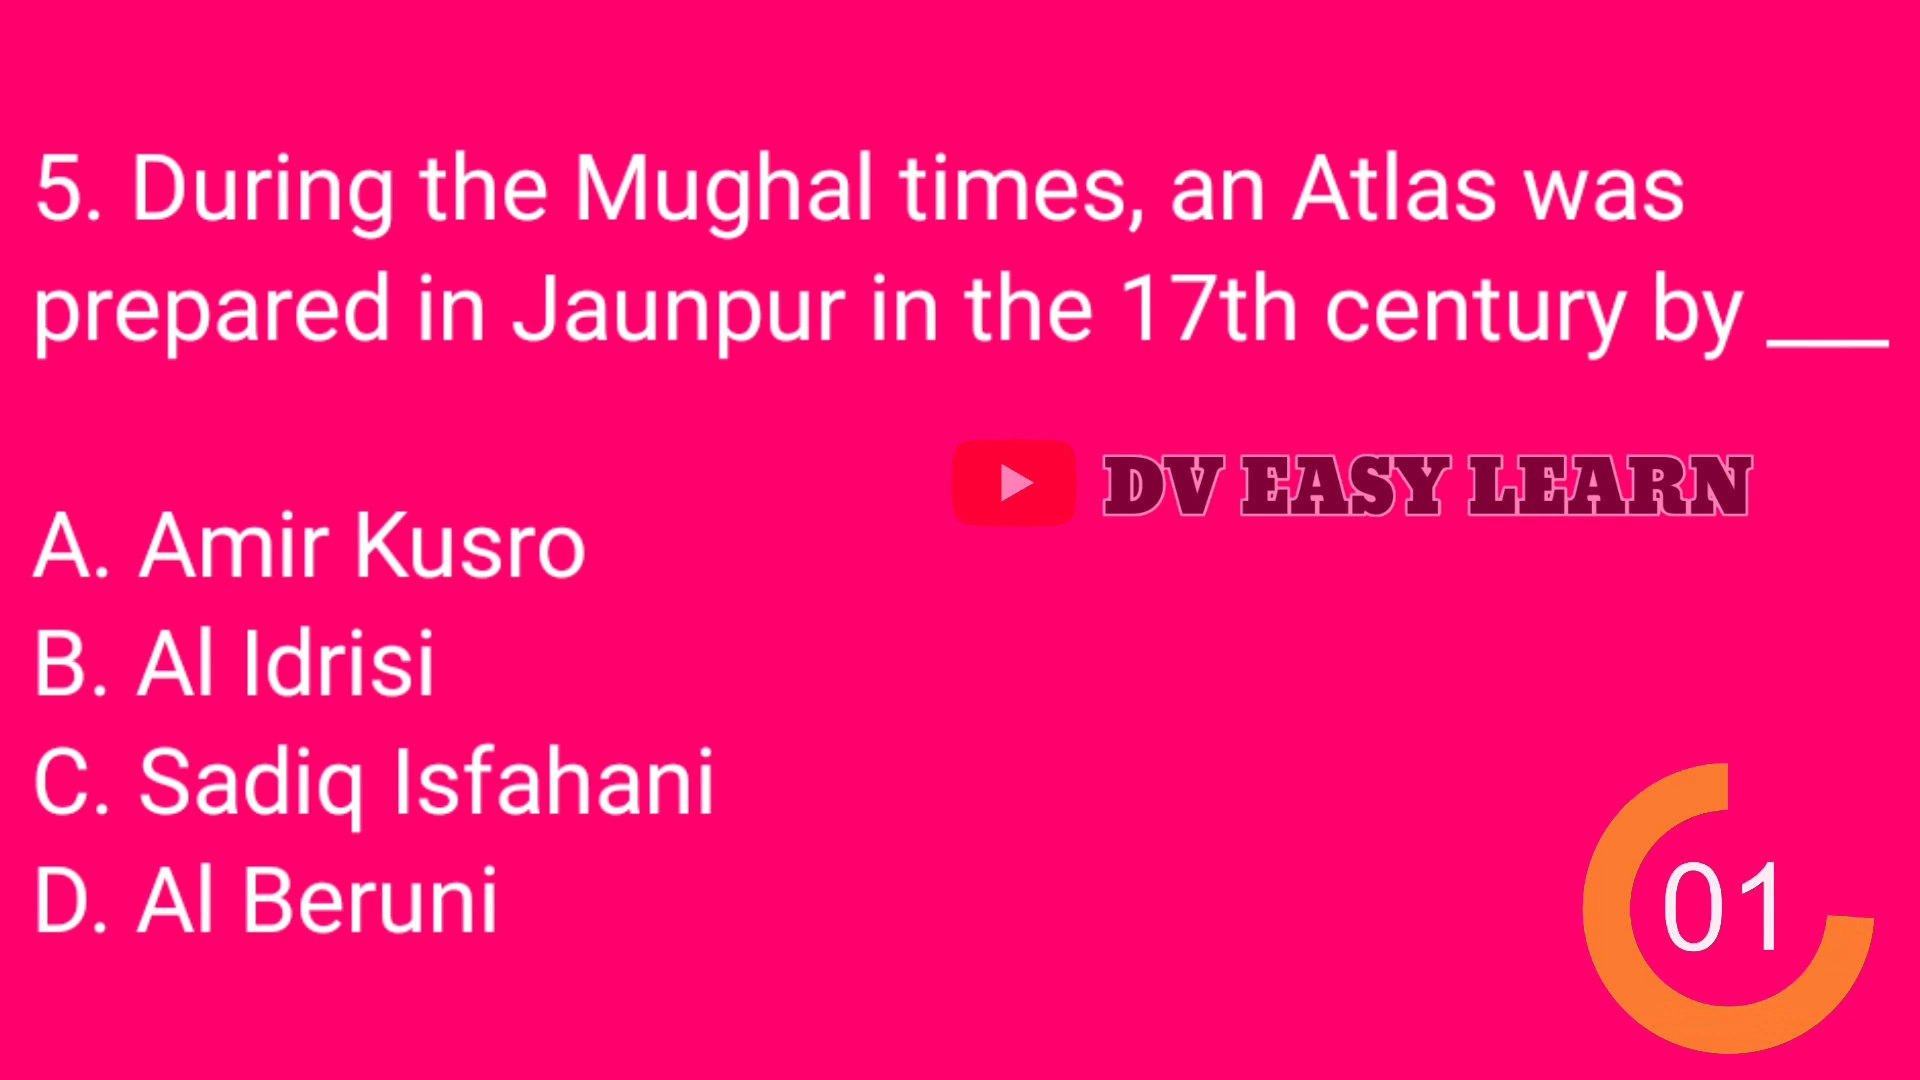 5. During the Mughal times, an Atlas was
prepared in Jaunpur in the 17th century by ___
DV EASY LEARN
A. Amir Kusro
B. Al Idrisi
C. Sadiq Isfahani
D. Al Beruni
01